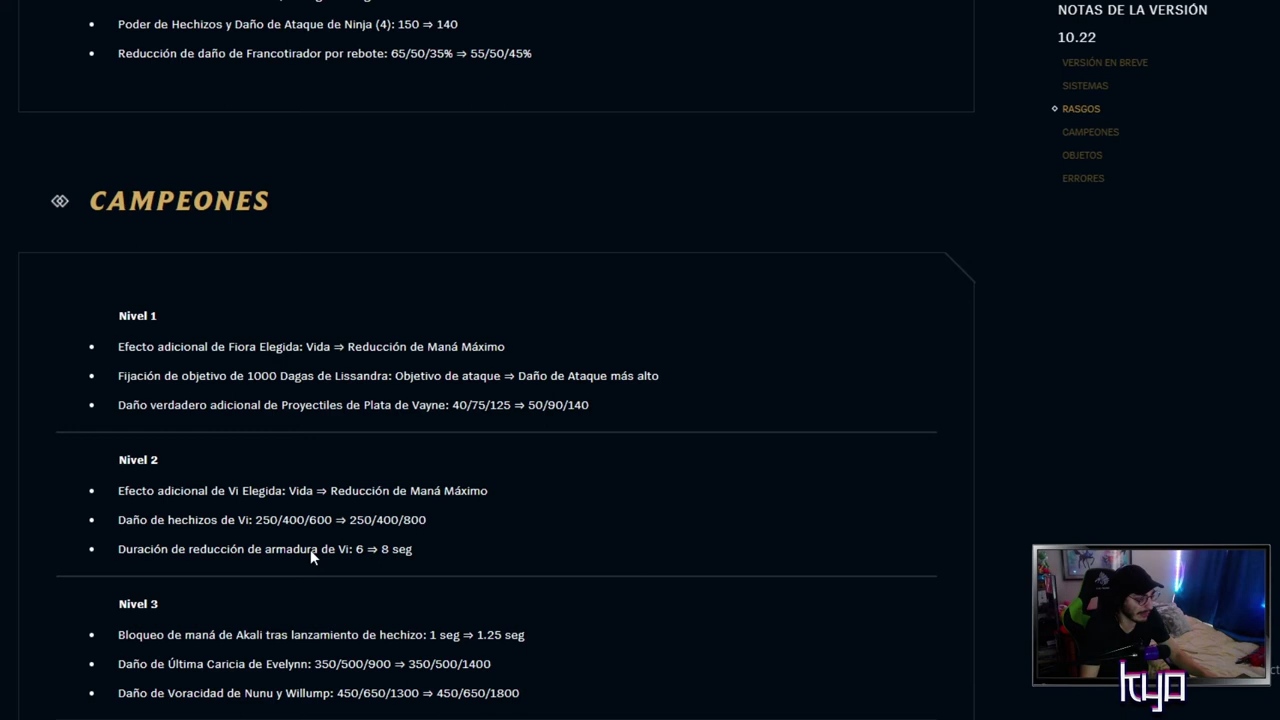 Poder de Hechizos y Daño de Ataque de Ninja (4): 150 ⇒ 140
Reducción de daño de Francotirador por rebote: 65/50/35% ⇒ 55/50/45%
CAMPEONES
Nivel 1
Efecto adicional de Fiora Elegida: Vida ⇒ Reducción de Maná Máximo
Fijación de objetivo de 1000 Dagas de Lissandra: Objetivo de ataque ⇒ Daño de Ataque más alto
Daño verdadero adicional de Proyectiles de Plata de Vayne: 40/75/125 ⇒ 50/90/140
Nivel 2
Efecto adicional de Vi Elegida: Vida ⇒ Reducción de Maná Máximo
Daño de hechizos de Vi: 250/400/600 ⇒ 250/400/800
Duración de reducción de armadura de Vi: 6 ⇒ 8 seg
Nivel 3
Bloqueo de maná de Akali tras lanzamiento de hechizo: 1 seg ⇒ 1.25 seg
Daño de Última Caricia de Evelynn: 350/500/900 ⇒ 350/500/1400
Daño de Voracidad de Nunu y Willump: 450/650/1300 ⇒ 450/650/1800
NOTAS DE LA VERSIÓN
10.22
VERSIÓN EN BREVE
SISTEMAS
RASGOS
CAMPEONES
OBJETOS
ERRORES
kyo